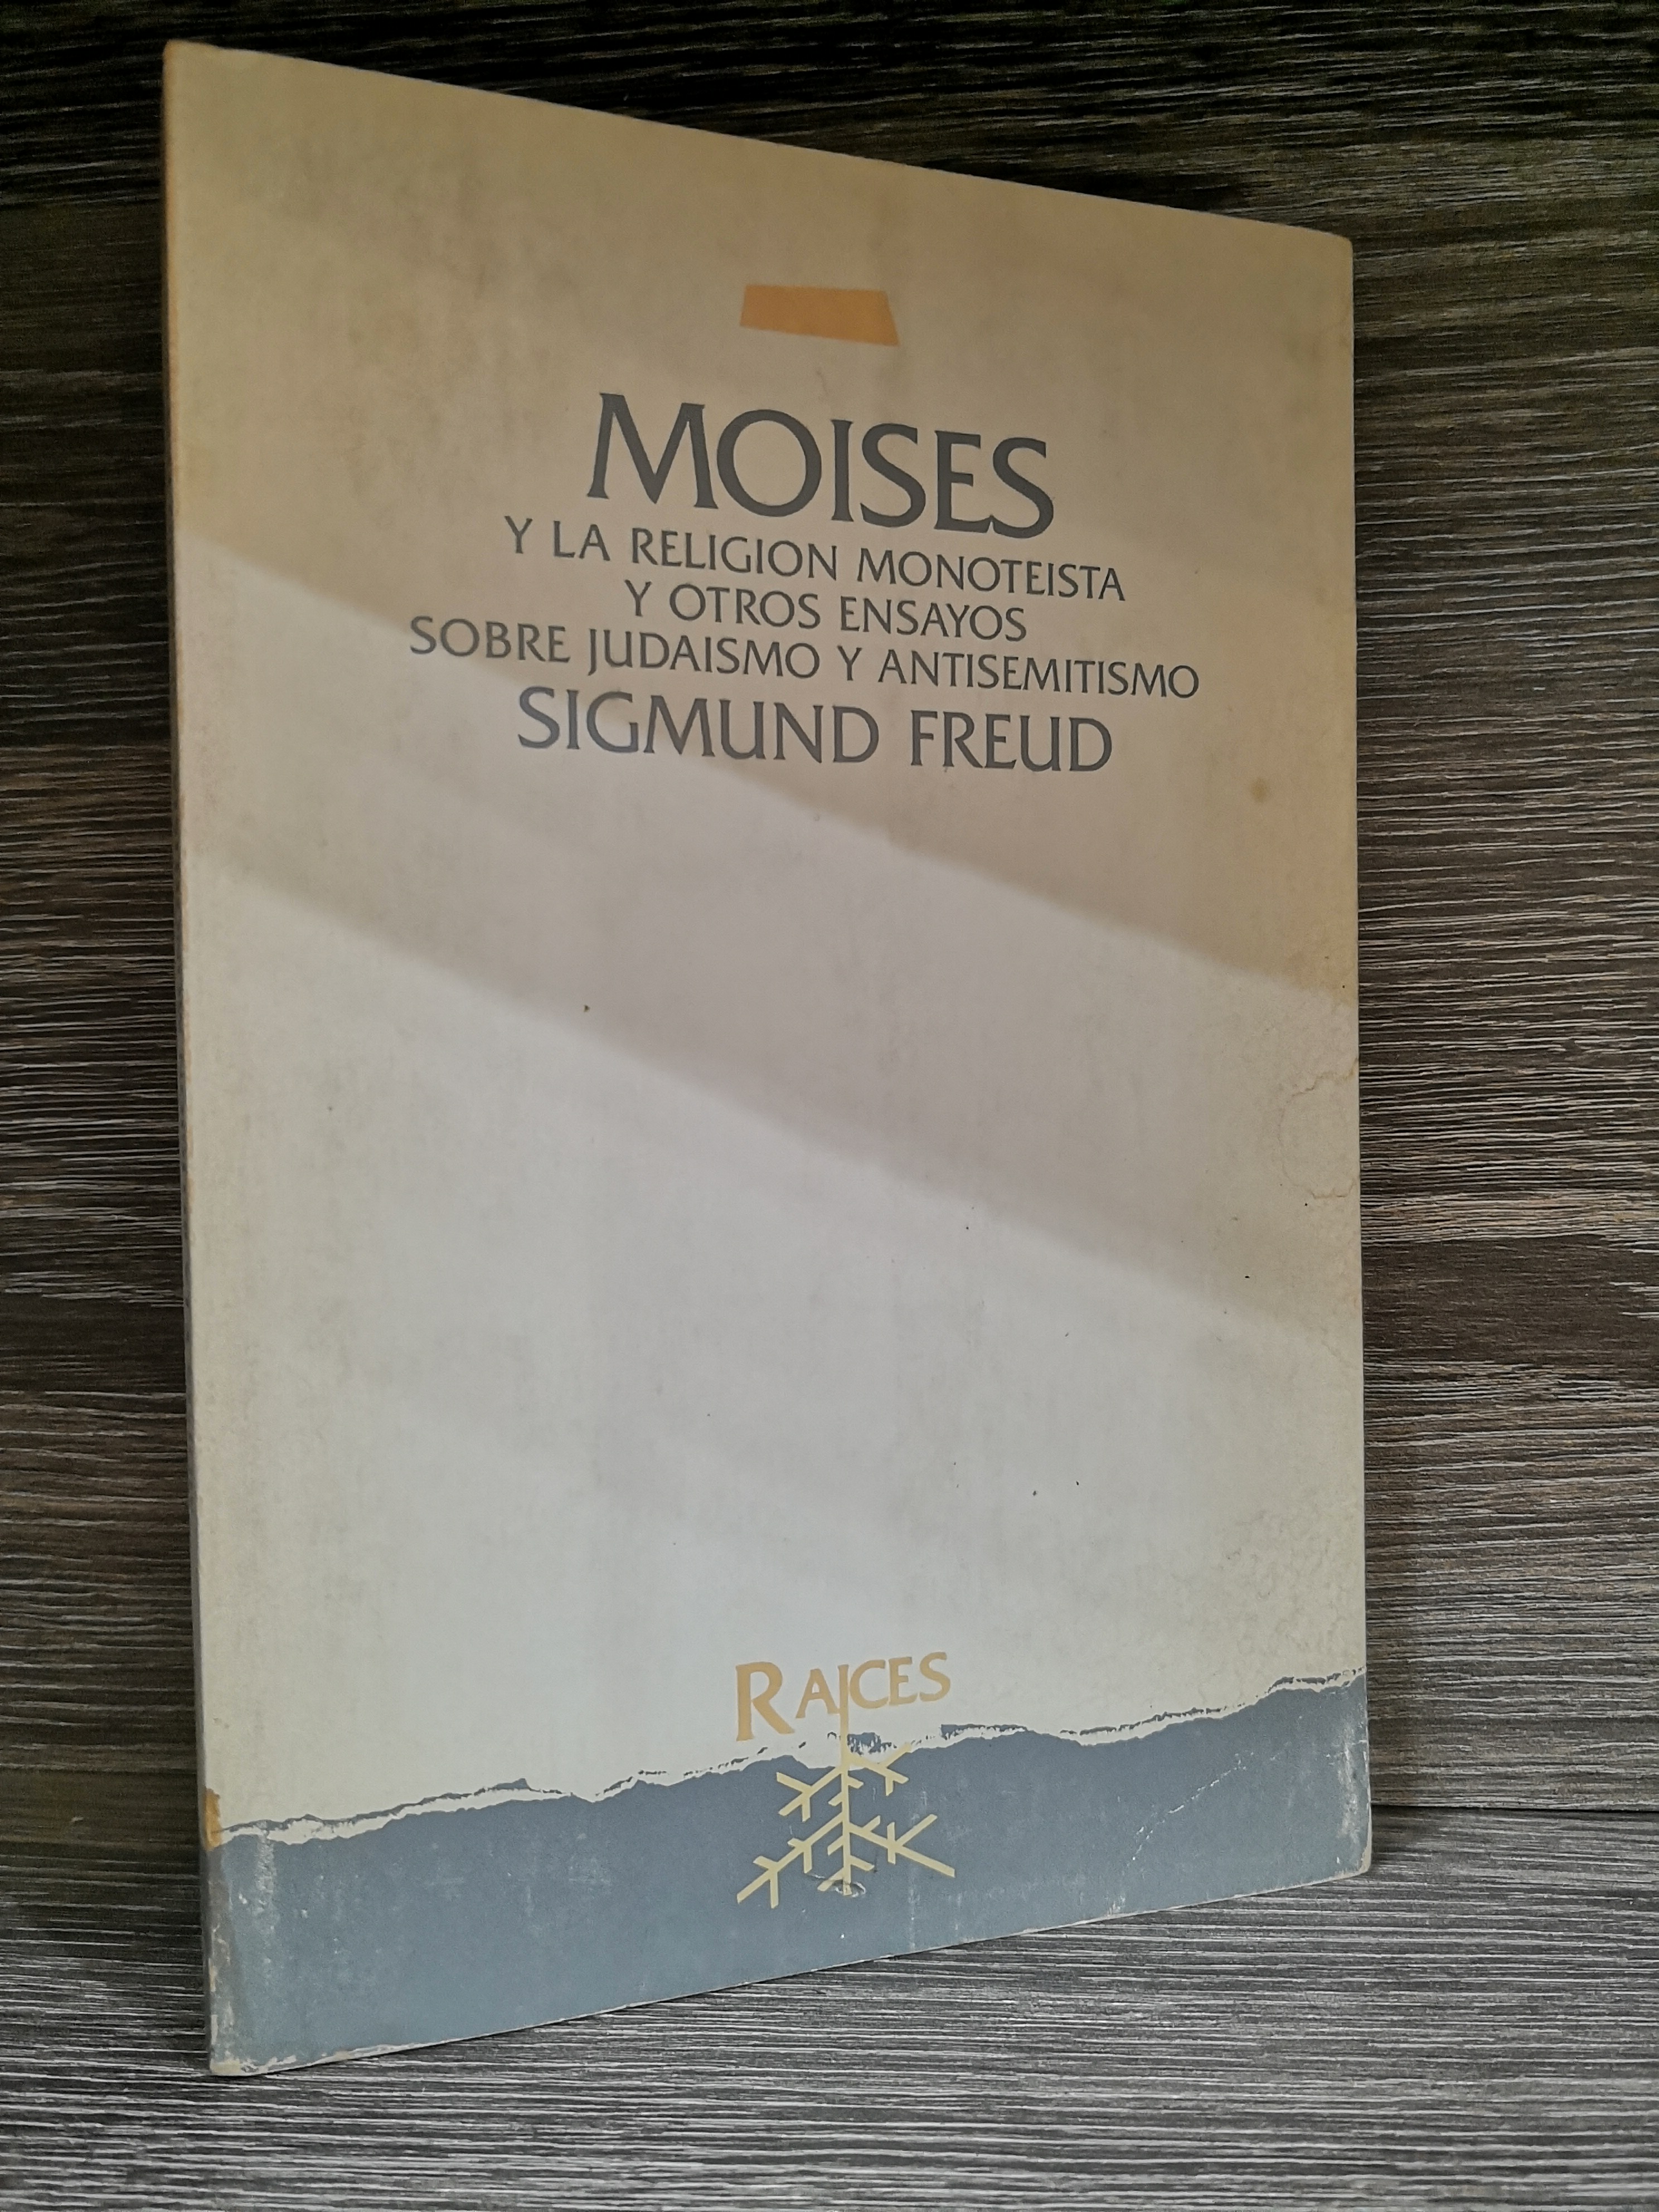 MOISES
Y LA RELIGION MONOTEISTA
Y OTROS ENSAYOS
SOBRE JUDAISMO Y ANTISEMITISMO
SIGMUND FREUD
RAICES